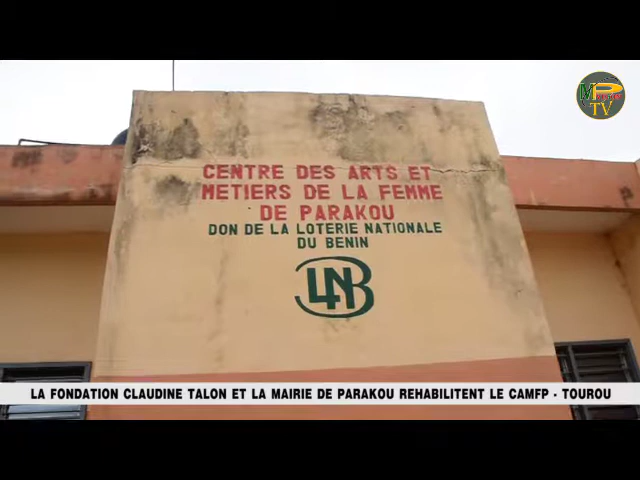 TV
CENTRE DES ARTS ET
METIERS DE LA FEMME
DE PARAKOU
DON DE LA LOTERIE NATIONALE
DU BENIN
LNB
LA FONDATION CLAUDINE TALON ET LA MAIRIE DE PARAKOU REHABILITENT LE CAMFP - TOUROU